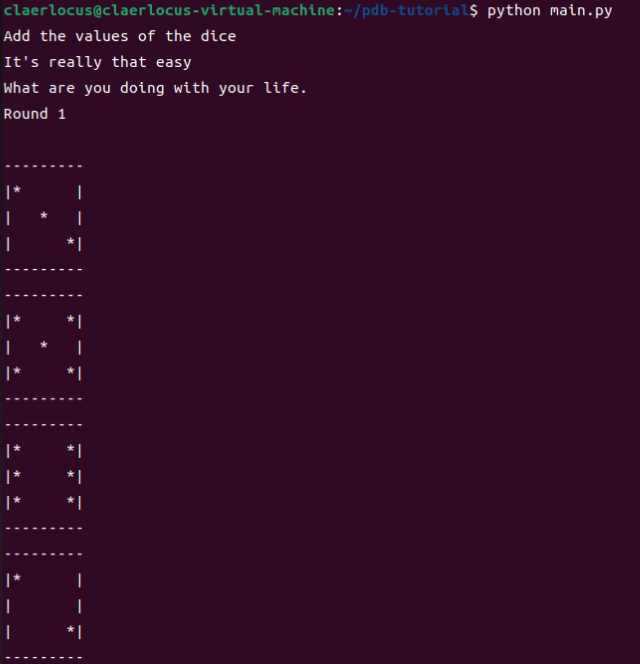 claerlocus@claerlocus-virtual-machine:~/pdb-tutorial$ python main.py
Add the values of the dice
It's really that easy
What are you doing with your life.
Round 1

---------
|*      |
|   *   |
|      *|
---------
---------
|*     *|
|   *   |
|*     *|
---------
---------
|*     *|
|*     *|
|*     *|
---------
---------
|*      |
|       |
|      *|
---------